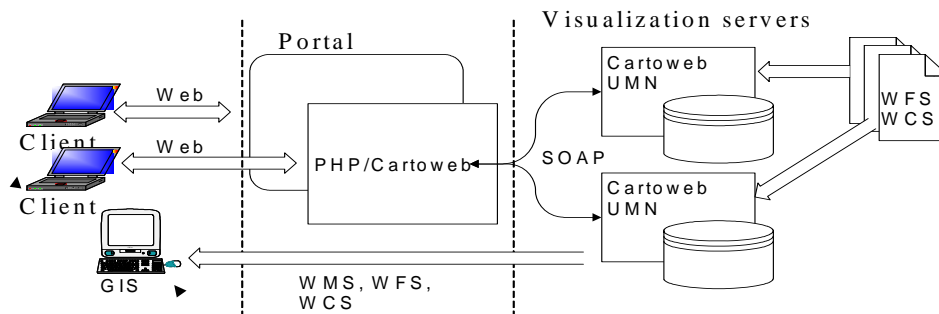 Visualization servers
Portal
Cartoweb
UMN
WFS
WCS
Web
Client
Web
PHP/Cartoweb
SOAP
Client
Cartoweb
UMN
GIS
WMS, WFS,
WCS